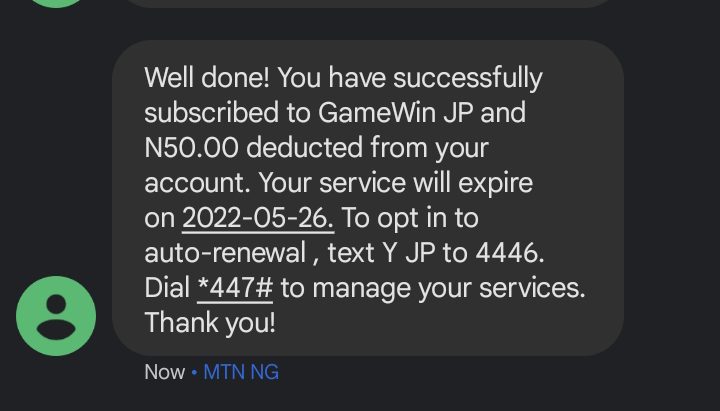 Well done! You have successfully
subscribed to GameWin JP and
N50.00 deducted from your
account. Your service will expire
on 2022-05-26. To opt in to
auto-renewal , text Y JP to 4446.
Dial *447# to manage your services.
Thank you!
Now • MTN NG